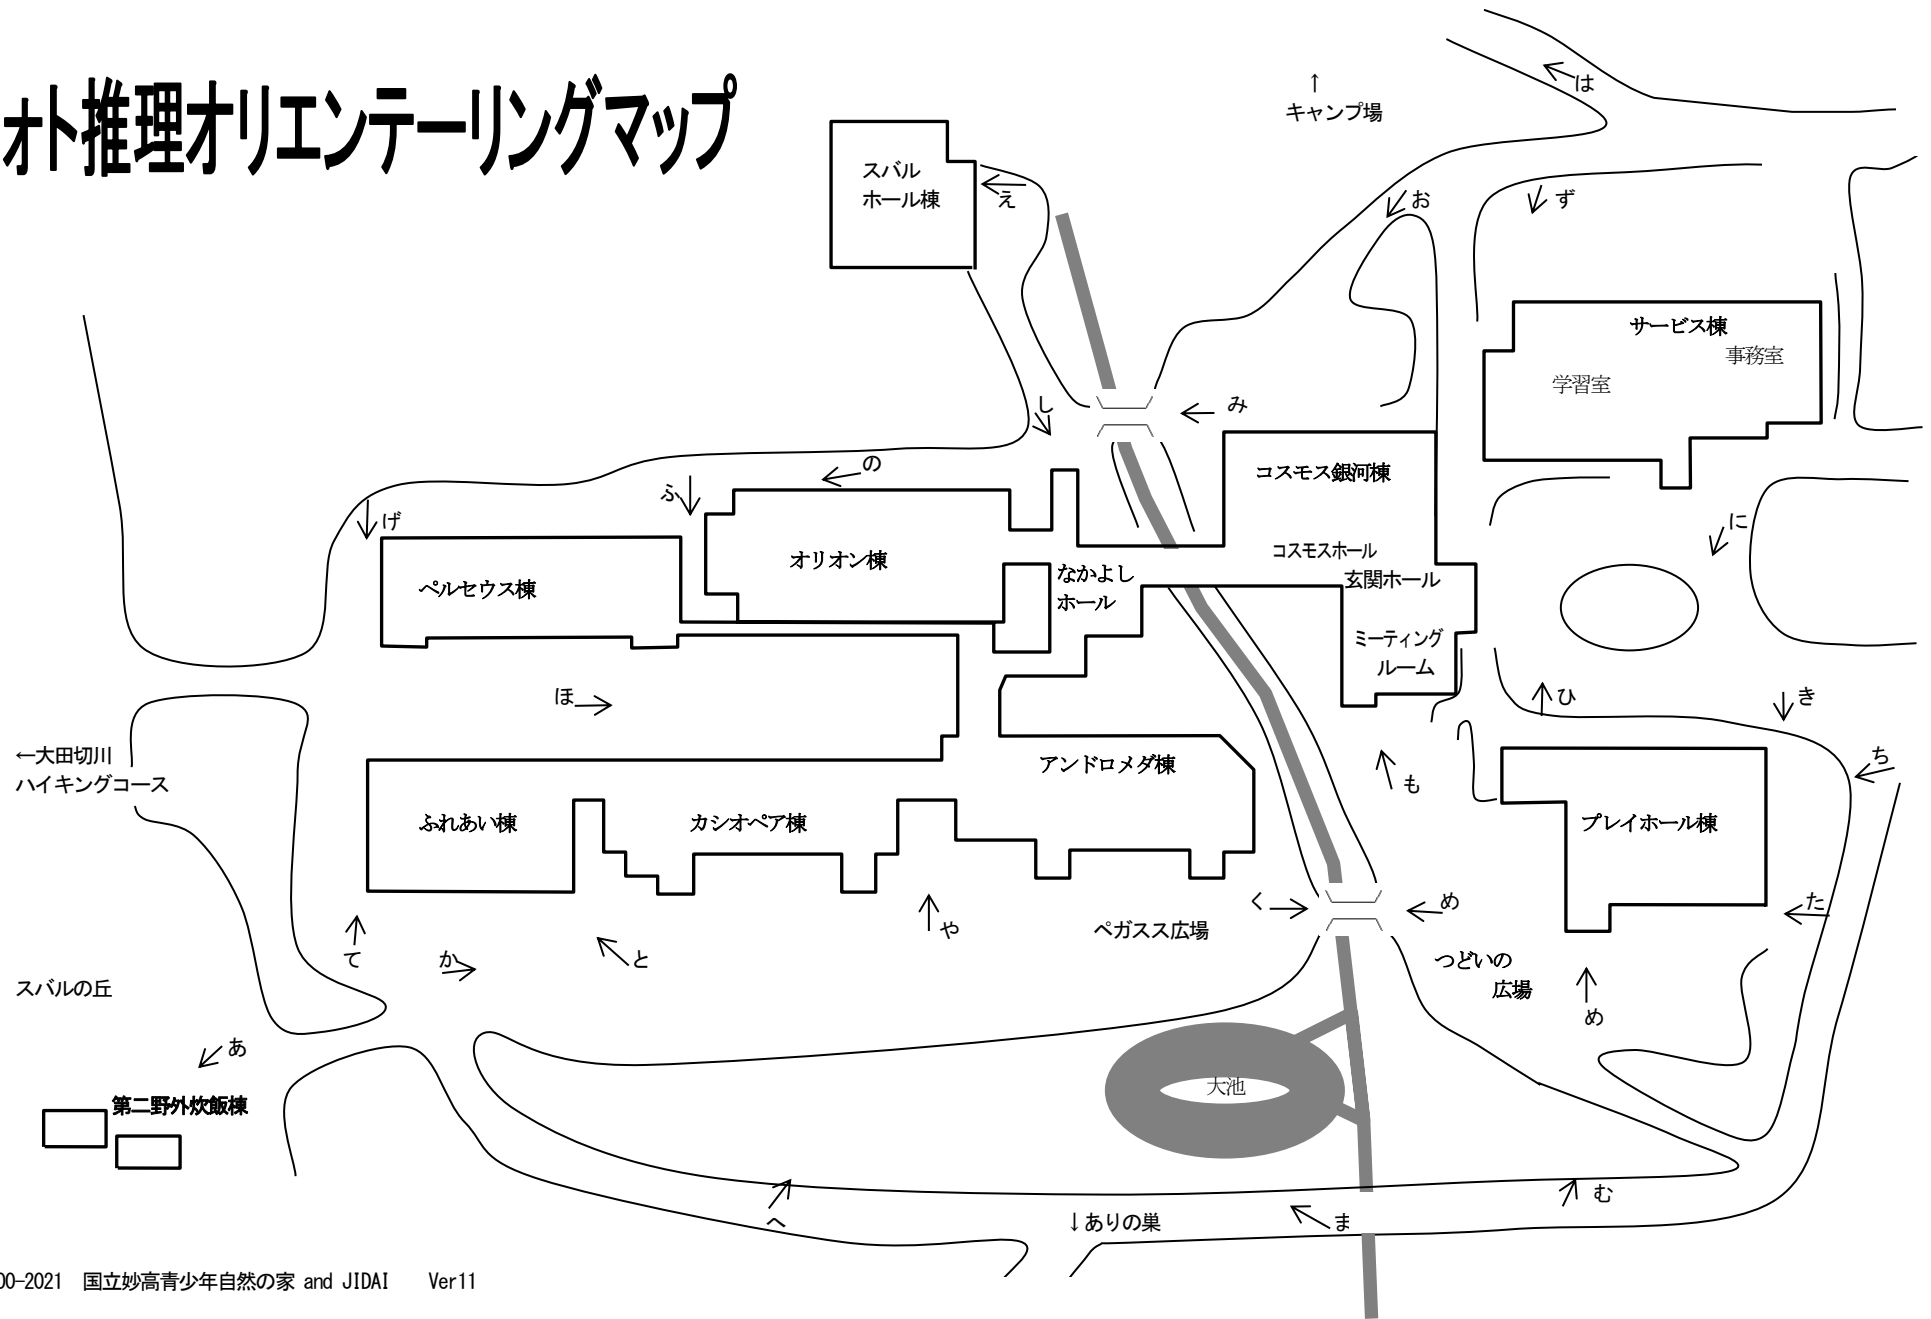 ォト推理オリエンテーリングマップ
は
↑
キャンプ場
スバル
ホール棟
え
お
ず
サービス棟
事務室
学習室
し
み
の
コスモス銀河棟
ふ
げ
に
オリオン棟
コスモスホール
なかよし
ホール
玄関ホール
ペルセウス棟
ミーティング
ルーム
ほ
ひ
き
←大田切川
ハイキングコース
アンドロメダ棟
も
ち
ふれあい棟
カシオペア棟
プレイホール棟
く
め
た
や
ペガスス広場
て
か
と
つどいの
広場
スバルの丘
め
あ
大池
第二野外炊飯棟
へ
↓ありの巣
ま
む
00-2021 国立妙高青少年自然の家 and JIDAI Ver11